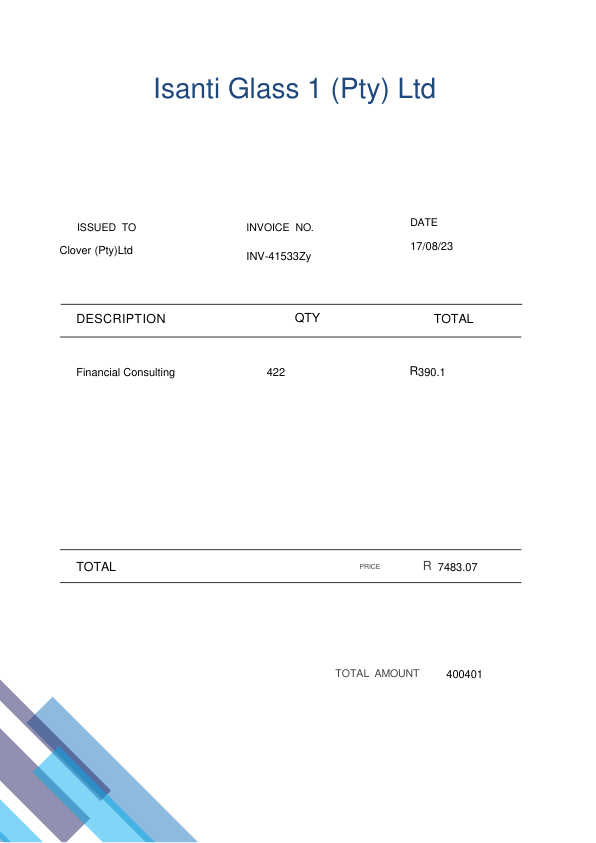 Isanti Glass 1 (Pty) Ltd
ISSUED TO INVOICE NO. DATE
Clover (Pty)Ltd INV-41533Zy 17/08/23
DESCRIPTION QTY TOTAL
Financial Consulting 422 R390.1
TOTAL PRICE R 7483.07
TOTAL AMOUNT 400401